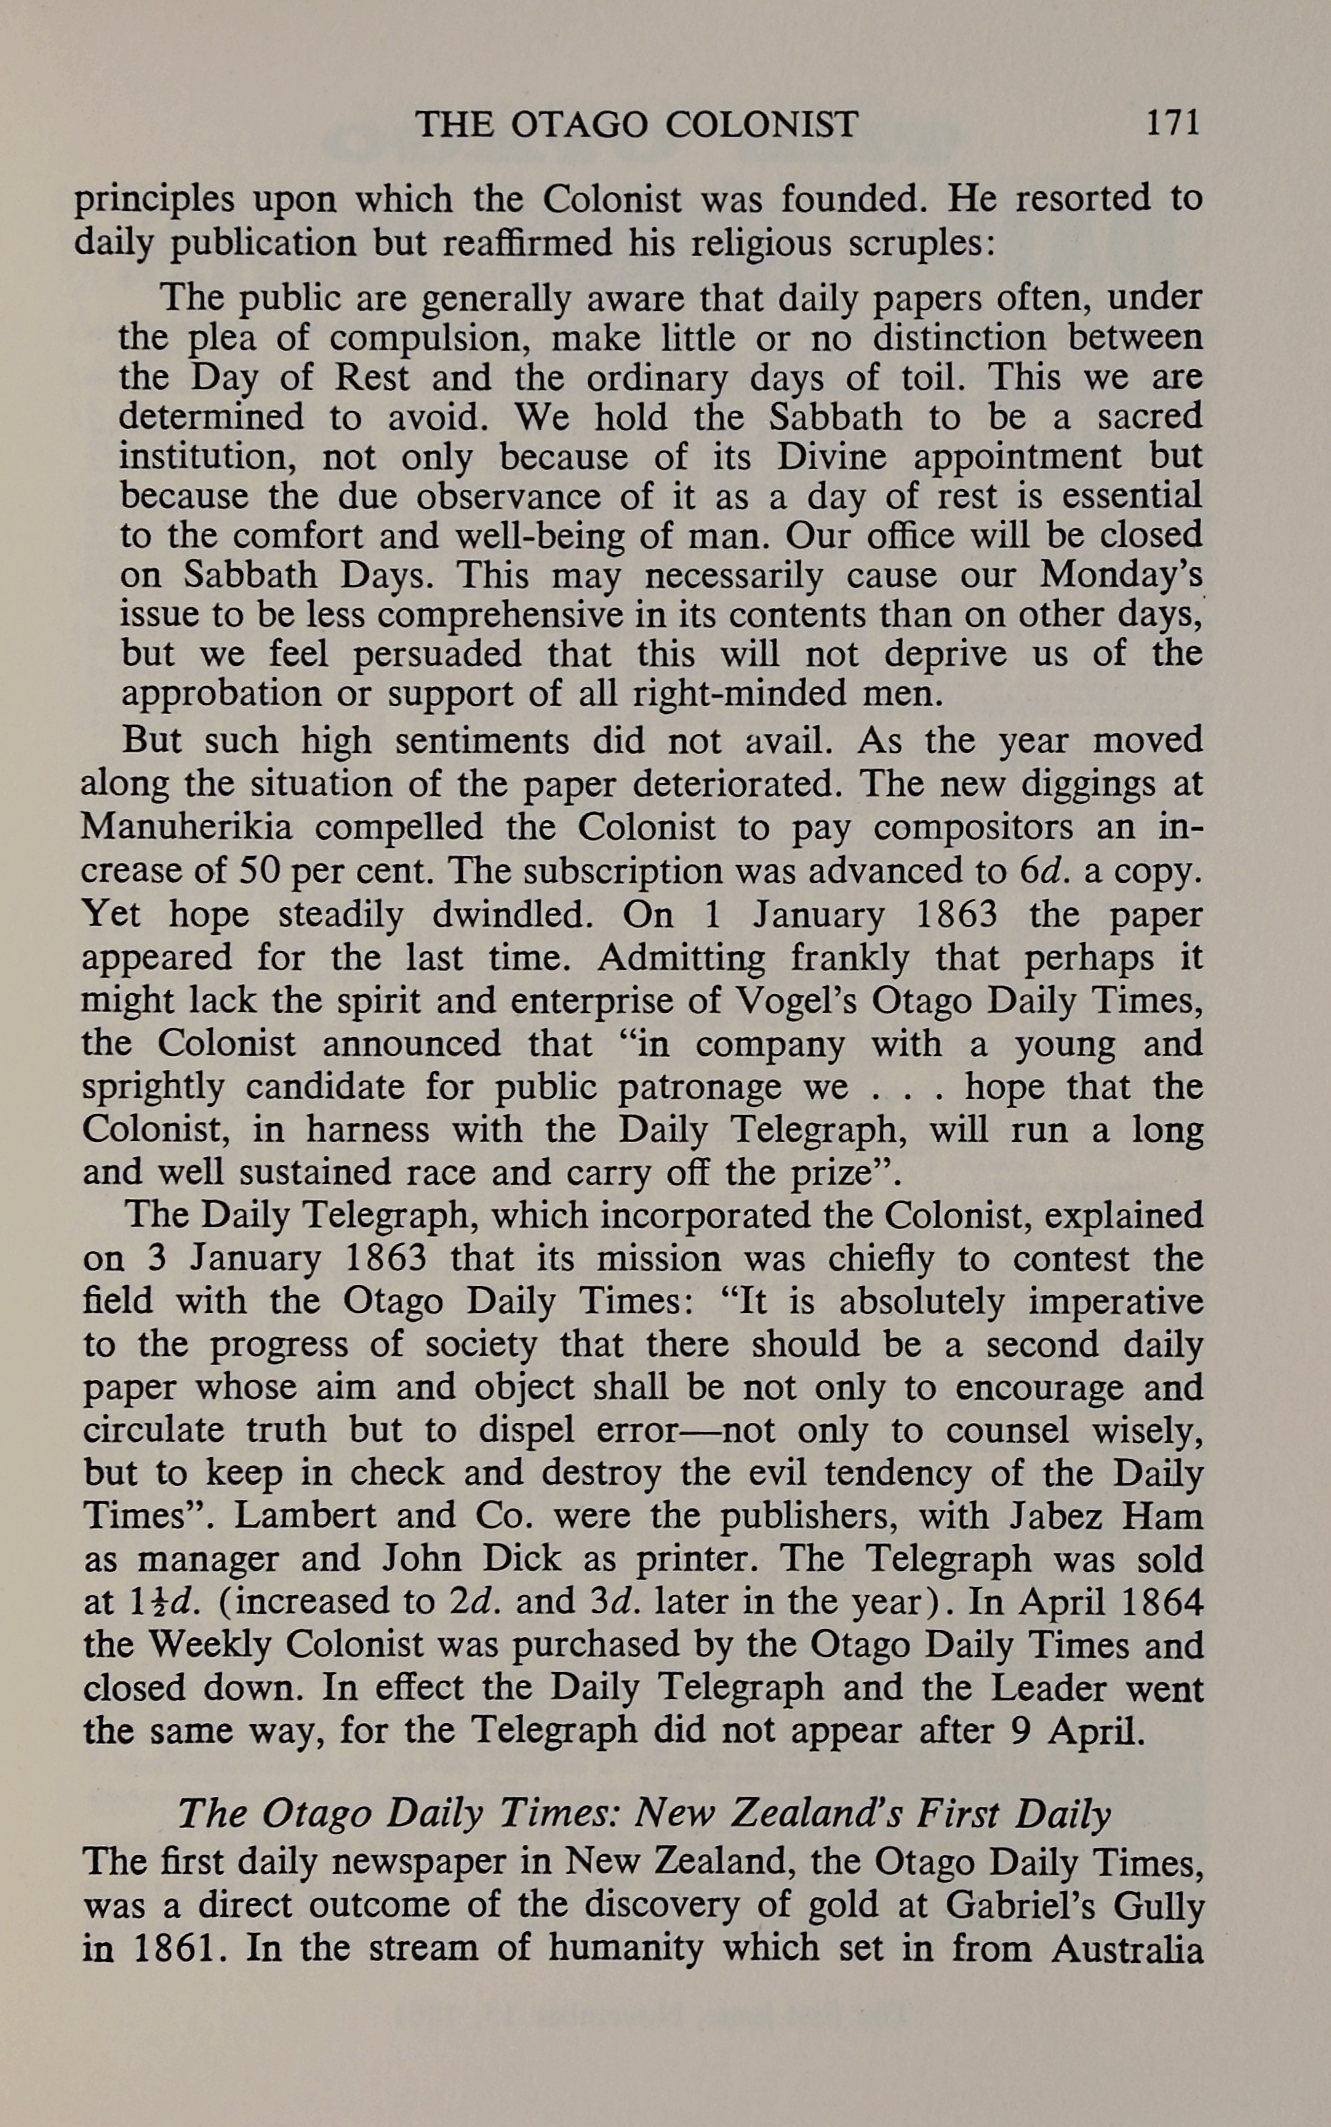 THE OTAGO COLONIST 171
principles upon which the Colonist was founded. He resorted to
daily publication but reaffirmed his religious scruples:
The public are generally aware that daily papers often, under
the plea of compulsion, make little or no distinction between
the Day of Rest and the ordinary days of toil. This we are
determined to avoid. We hold the Sabbath to be a sacred
institution, not only because of its Divine appointment but
because the due observance of it as a day of rest is essential
to the comfort and well-being of man. Our office will be closed
on Sabbath Days. This may necessarily cause our Monday's
issue to be less comprehensive in its contents than on other days,
but we feel persuaded that this will not deprive us of the
approbation or support of all right-minded men.
But such high sentiments did not avail. As the year moved
along the situation of the paper deteriorated. The new diggings at
Manuherikia compelled the Colonist to pay compositors an in-
crease of 50 per cent. The subscription was advanced to 6d. a copy.
Yet hope steadily dwindled. On 1 January 1863 the paper
appeared for the last time. Admitting frankly that perhaps it
might lack the spirit and enterprise of Vogel's Otago Daily Times,
the Colonist announced that “in company with a young and
sprightly candidate for public patronage we . . . hope that the
Colonist, in harness with the Daily Telegraph, will run a long
and well sustained race and carry off the prize”.
The Daily Telegraph, which incorporated the Colonist, explained
on 3 January 1863 that its mission was chiefly to contest the
field with the Otago Daily Times: “It is absolutely imperative
to the progress of society that there should be a second daily
paper whose aim and object shall be not only to encourage and
circulate truth but to dispel error—not only to counsel wisely,
but to keep in check and destroy the evil tendency of the Daily
Times”. Lambert and Co. were the publishers, with Jabez Ham
as manager and John Dick as printer. The Telegraph was sold
at 1½d. (increased to 2d. and 3d. later in the year). In April 1864
the Weekly Colonist was purchased by the Otago Daily Times and
closed down. In effect the Daily Telegraph and the Leader went
the same way, for the Telegraph did not appear after 9 April.
The Otago Daily Times: New Zealand's First Daily
The first daily newspaper in New Zealand, the Otago Daily Times,
was a direct outcome of the discovery of gold at Gabriel's Gully
in 1861. In the stream of humanity which set in from Australia